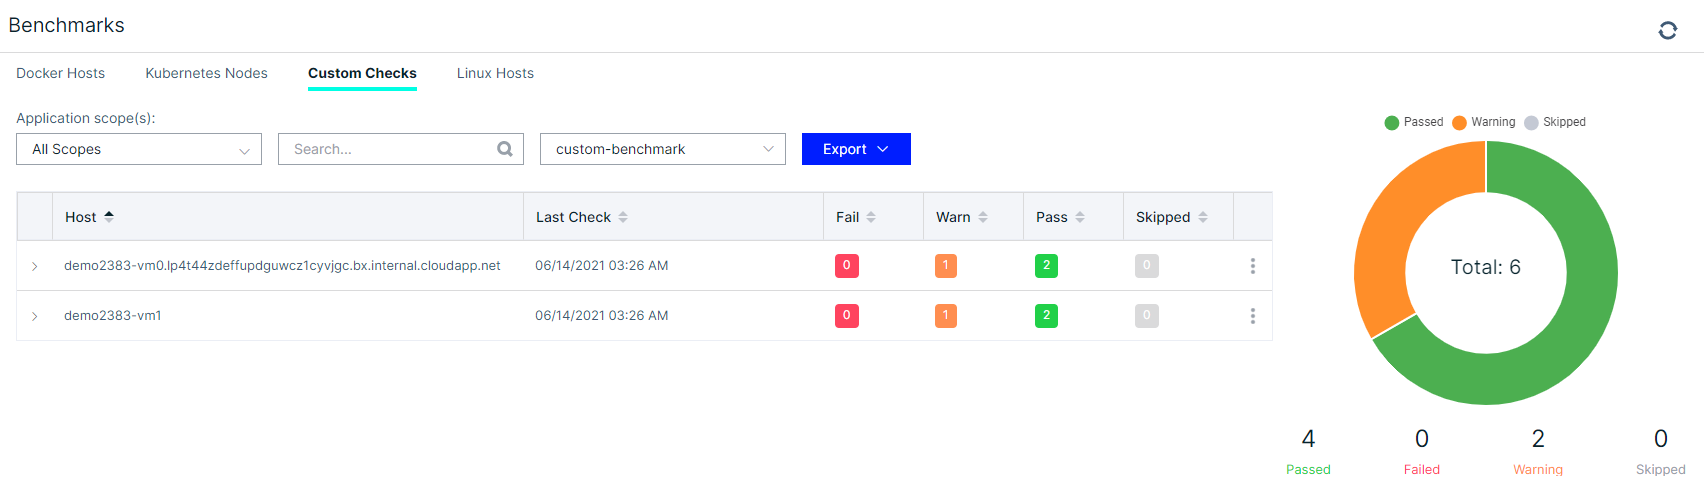 Benchmarks
Docker Hosts Kubernetes Nodes Custom Checks Linux Hosts
Application scope(s):
All Scopes Search... custom-benchmark Export
Host Last Check Fail Warn Pass Skipped
demo2383-vm0.lp4t44zdeffupdguwcz1cyvjgc.bx.internal.cloudapp.net 06/14/2021 03:26 AM 0 1 2 0
demo2383-vm1 06/14/2021 03:26 AM 0 1 2 0
Passed Warning Skipped
Total: 6
4 0 2 0
Passed Failed Warning Skipped